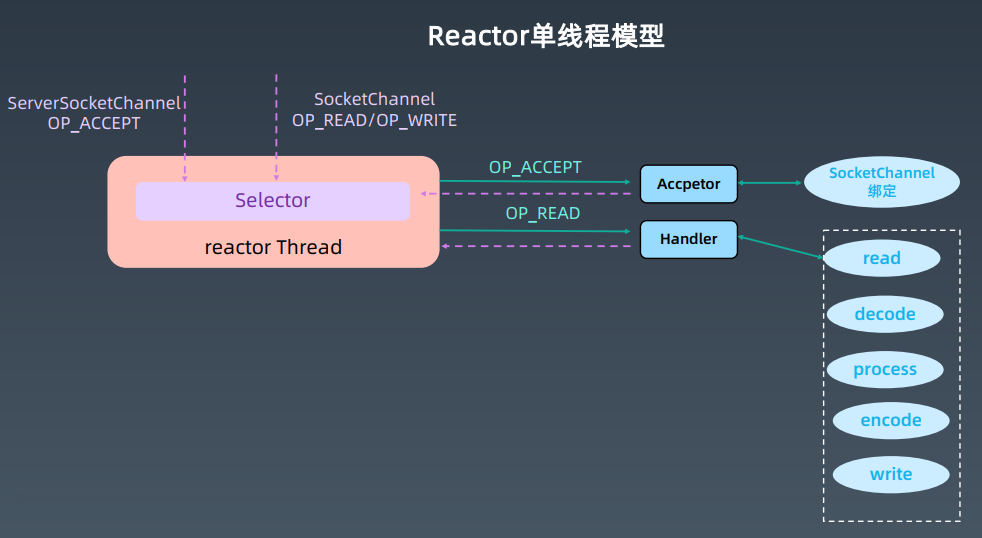 Reactor单线程模型
ServerSocketChannel
OP_ACCEPT
SocketChannel
OP_READ/OP_WRITE
Selector
reactor Thread
OP_ACCEPT
OP_READ
Accpetor
Handler
SocketChannel
绑定
read
decode
process
encode
write